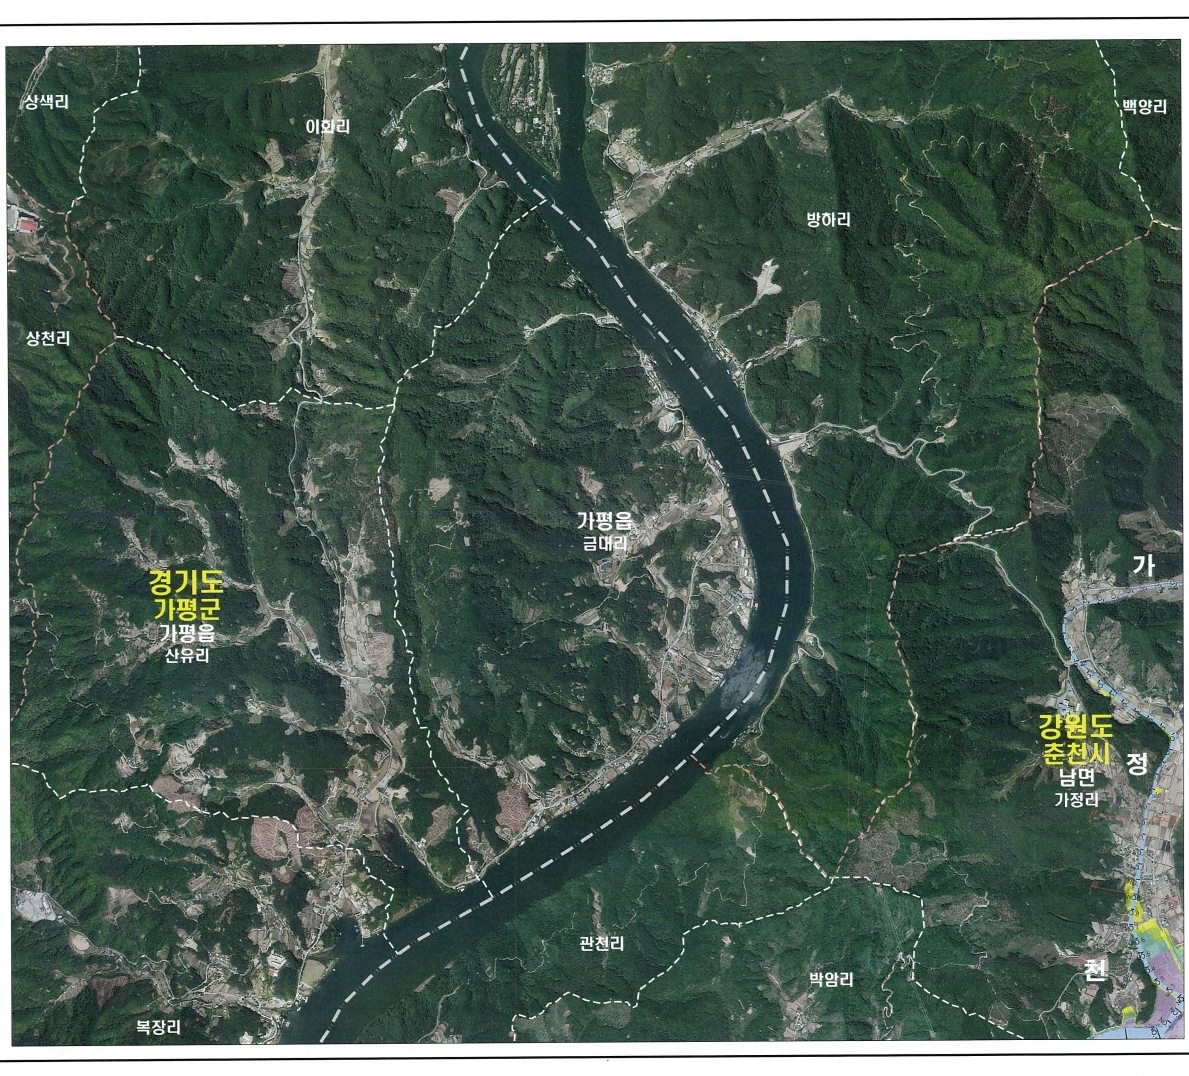 상색리
이화리
백양리
방하리
상천리
가평읍
금대리
가
경기도
가평군
가평읍
산유리
강원도
춘천시
정
남면
가정리
관천리
천
박암리
복장리